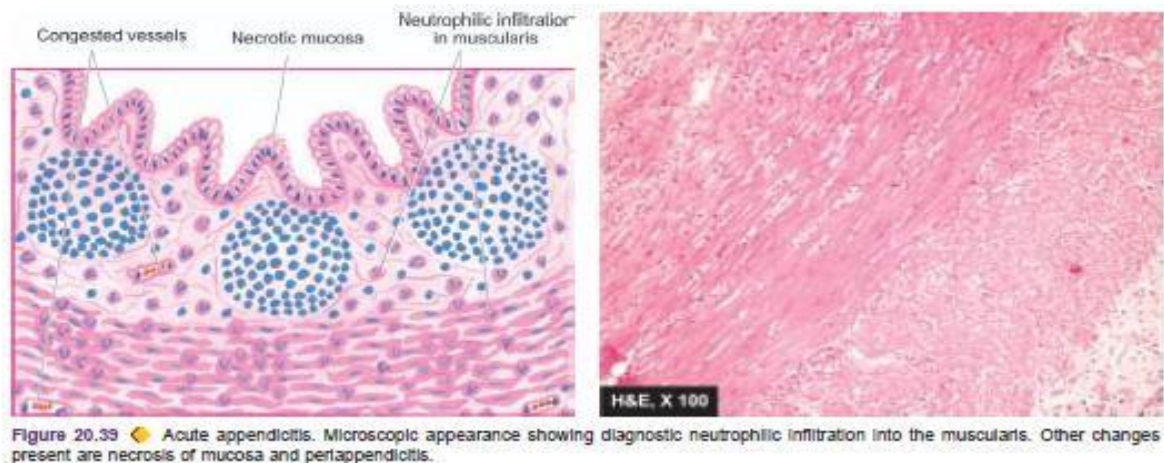 Congested vessels
Necrotic mucosa
Neutrophilic infiltration
in muscularis
H&E, X 100
Figure 20.39 Acute appendicitis. Microscopic appearance showing diagnostic neutrophilic infiltration into the muscularis. Other changes
present are necrosis of mucosa and periappendicitis.